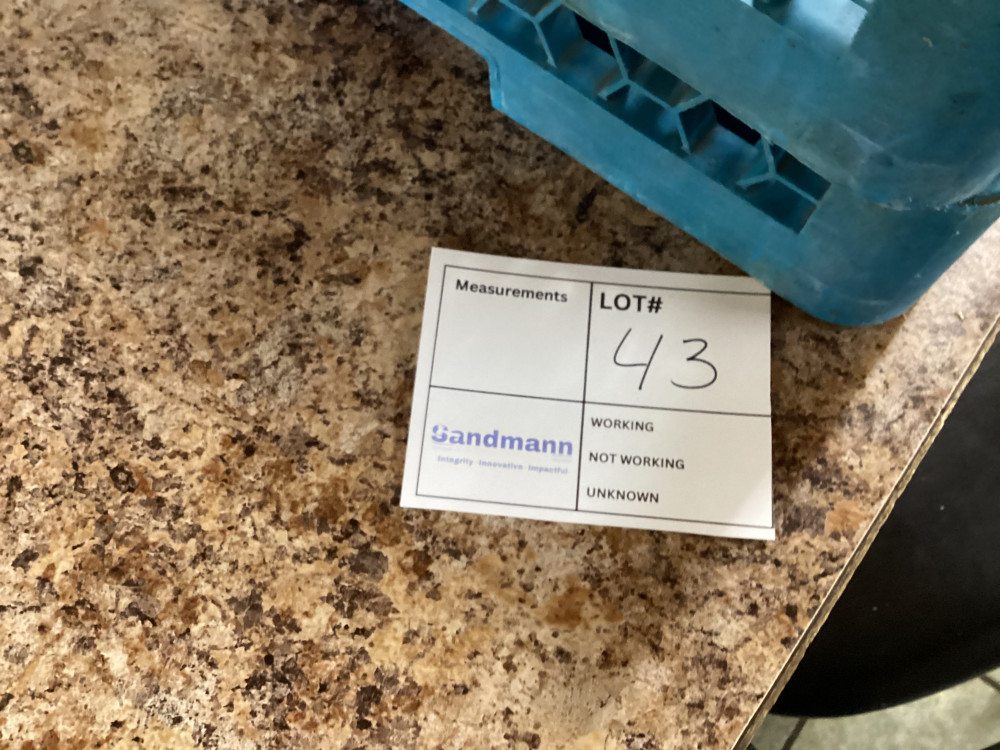 Measurements
LOT#
43
Sandmann
Integrity Innovative Impactful
WORKING
NOT WORKING
UNKNOWN